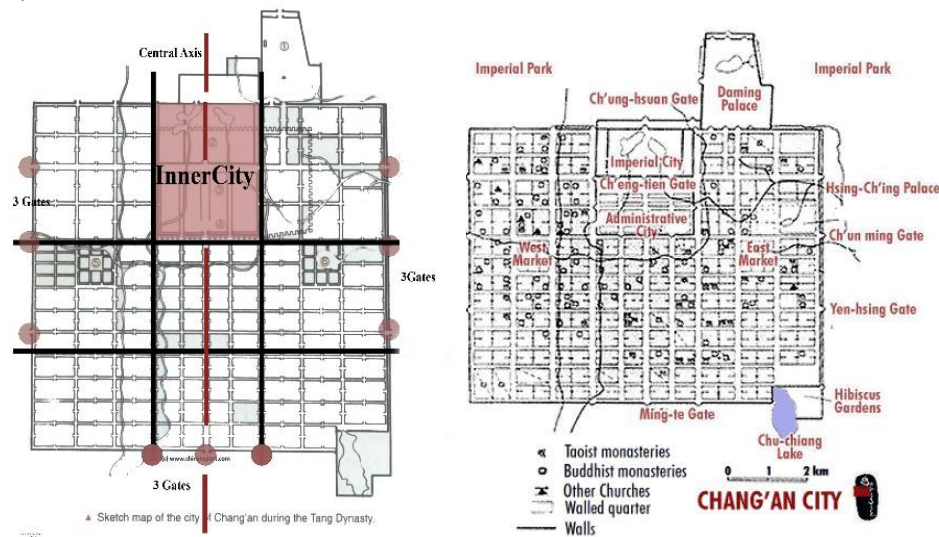 Central Axis
InnerCity
3 Gates
3Gates
3 Gates
▲ Sketch map of the city of Chang'an during the Tang Dynasty.
Imperial Park
Imperial Park
Ch'ung-hsuan Gate
Daming
Palace
Imperial City
Ch'eng-tien Gate
Hsing-Ch'ing Palace
Administrative
City
Ch'un ming Gate
West
Market
East
Market
Yen-hsing Gate
Hibiscus
Gardens
Ming-te Gate
Chu-chiang
Lake
Taoist monasteries
Buddhist monasteries
Other Churches
Walled quarter
Walls
0 1 2 km
CHANG'AN CITY